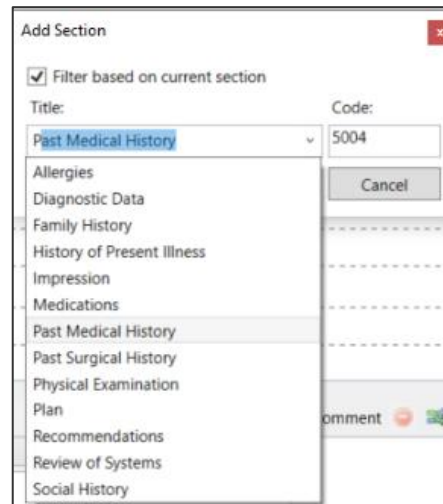 Add Section
x
Filter based on current section
Title:
Code:
Past Medical History
5004
Cancel
Allergies
Diagnostic Data
Family History
History of Present Illness
Impression
Medications
Past Medical History
Past Surgical History
Physical Examination
Plan
omment
Recommendations
Review of Systems
Social History